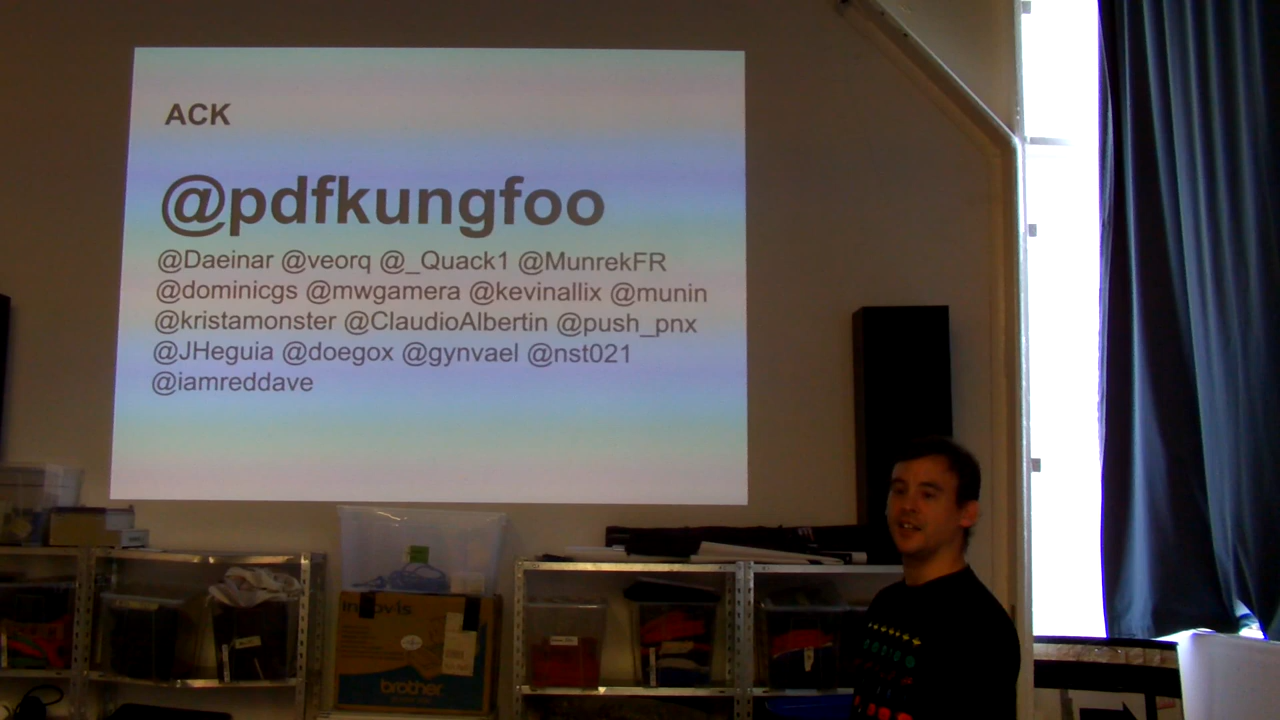 ACK
@pdfkungfoo
@Daeinar @veorq @_Quack1 @MunrekFR
@dominicgs @mwgamera @kevinallix @munin
@kristamonster @ClaudioAlbertin @push_pnx
@JHeguia @doegox @gynvael @nst021
@iamreddave
brother